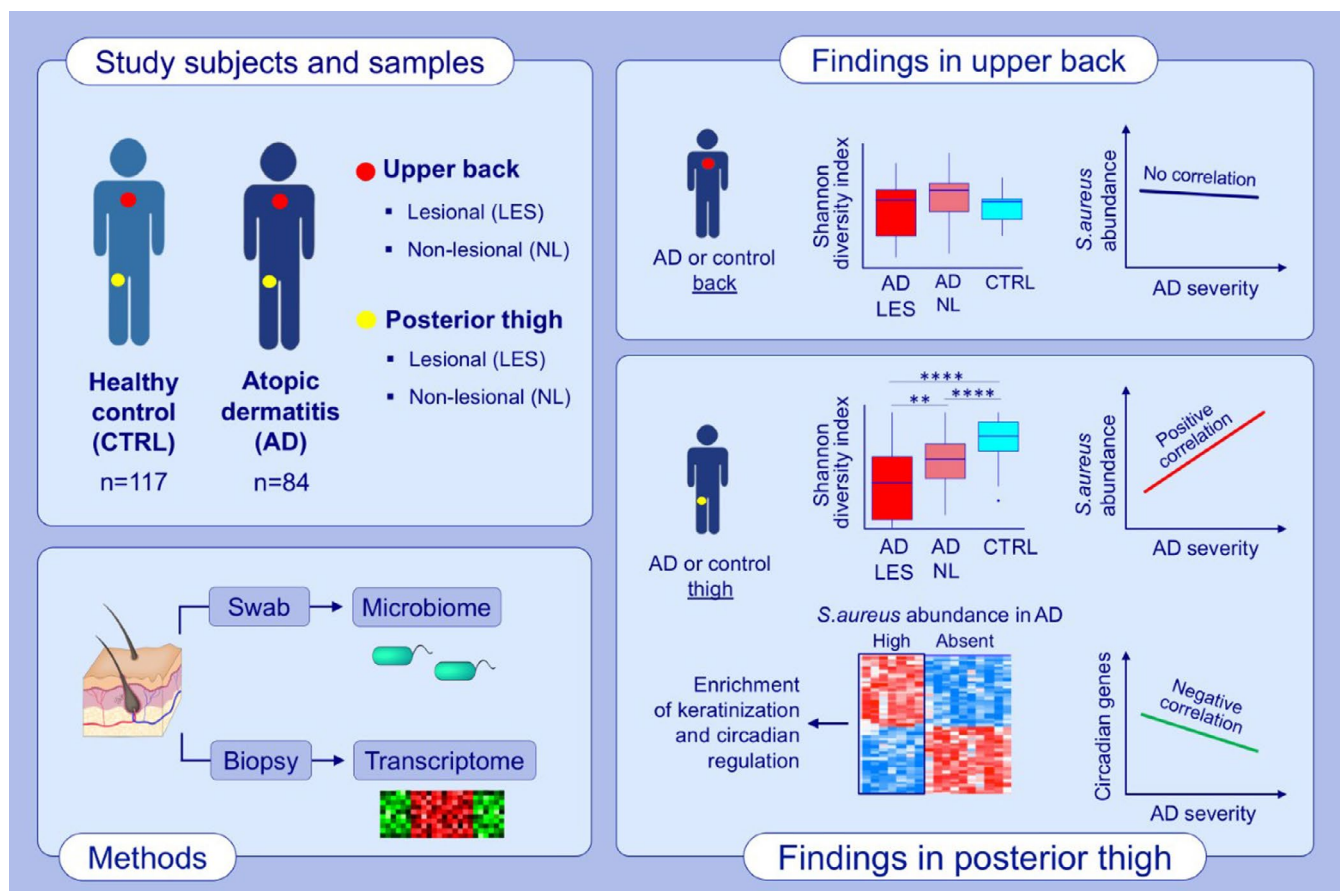 Study subjects and samples
Upper back
▪ Lesional (LES)
▪ Non-lesional (NL)
Posterior thigh
▪ Lesional (LES)
▪ Non-lesional (NL)
Healthy
control
(CTRL)
n=117
Atopic
dermatitis
(AD)
n=84
Swab
Microbiome
Biopsy
Transcriptome
Methods
Findings in upper back
AD or control
back
Shannon
diversity index
AD
LES
AD
NL
CTRL
S.aureus
abundance
No correlation
AD severity
AD or control
thigh
Shannon
diversity index
****
** ****
AD
LES
AD
NL
CTRL
S.aureus
abundance
Positive
correlation
AD severity
S.aureus abundance in AD
High Absent
Enrichment
of keratinization
and circadian
regulation
Circadian genes
Negative
correlation
AD severity
Findings in posterior thigh